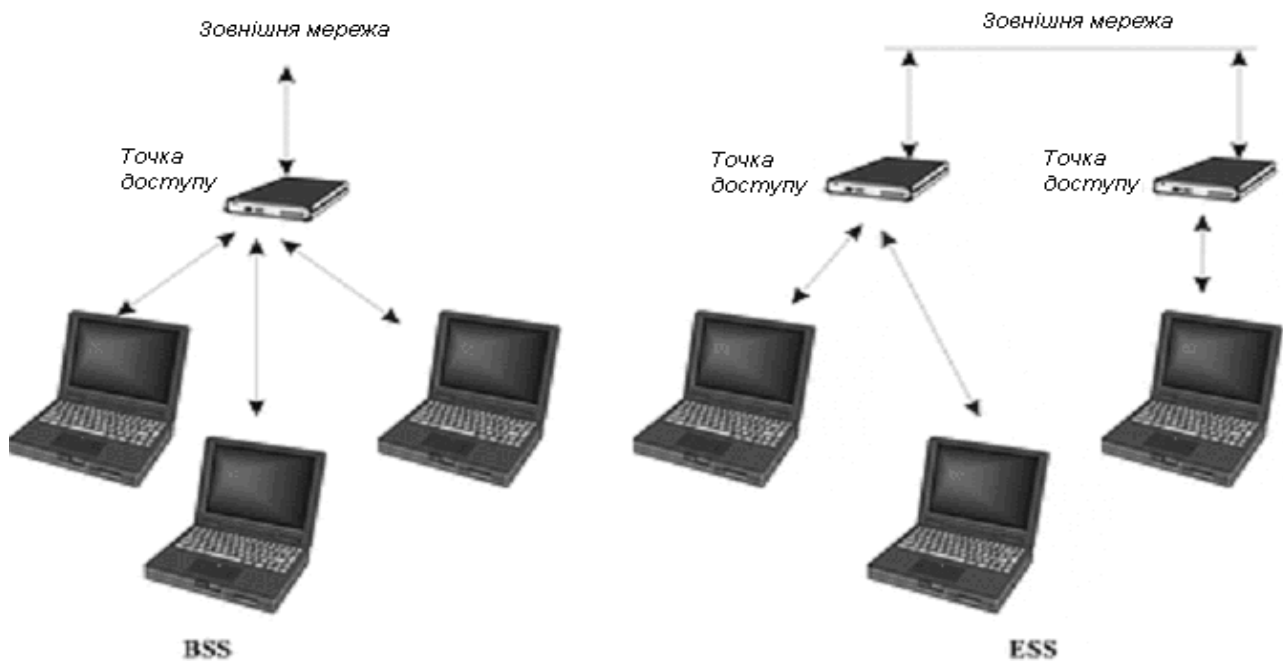 Зовнішня мережа
Точка
доступу
BSS
Зовнішня мережа
Точка
доступу
Точка
доступу
ESS